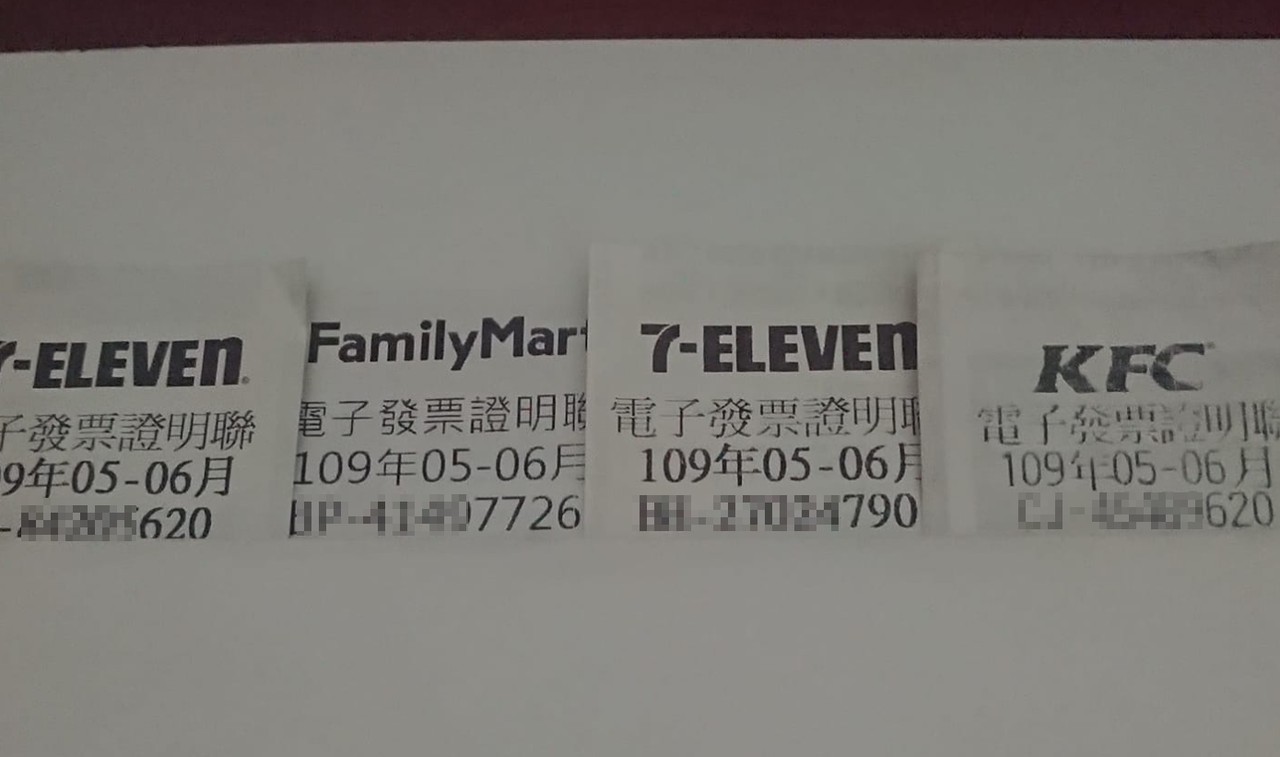 7-ELEVEn
子發票證明聯
09年05-06月
620
FamilyMart
電子發票證明聯
109年05-06月
07726
7-ELEVEn
電子發票證明聯
109年05-06月
790
KFC
電子發票證明聯
109年05-06月
CJ-
620